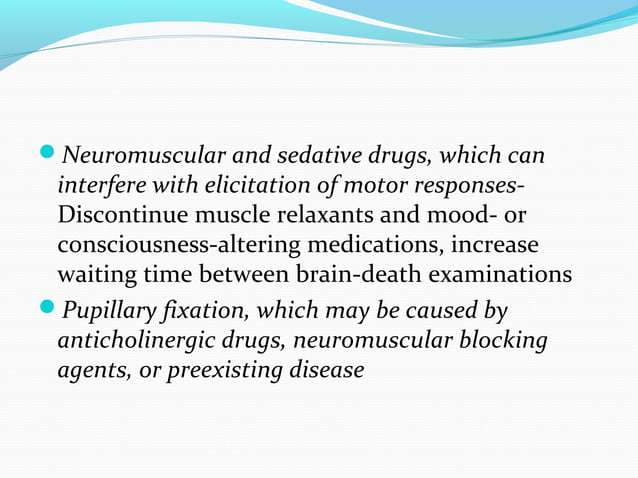 Neuromuscular and sedative drugs, which can
interfere with elicitation of motor responses-
Discontinue muscle relaxants and mood- or
consciousness-altering medications, increase
waiting time between brain-death examinations
Pupillary fixation, which may be caused by
anticholinergic drugs, neuromuscular blocking
agents, or preexisting disease